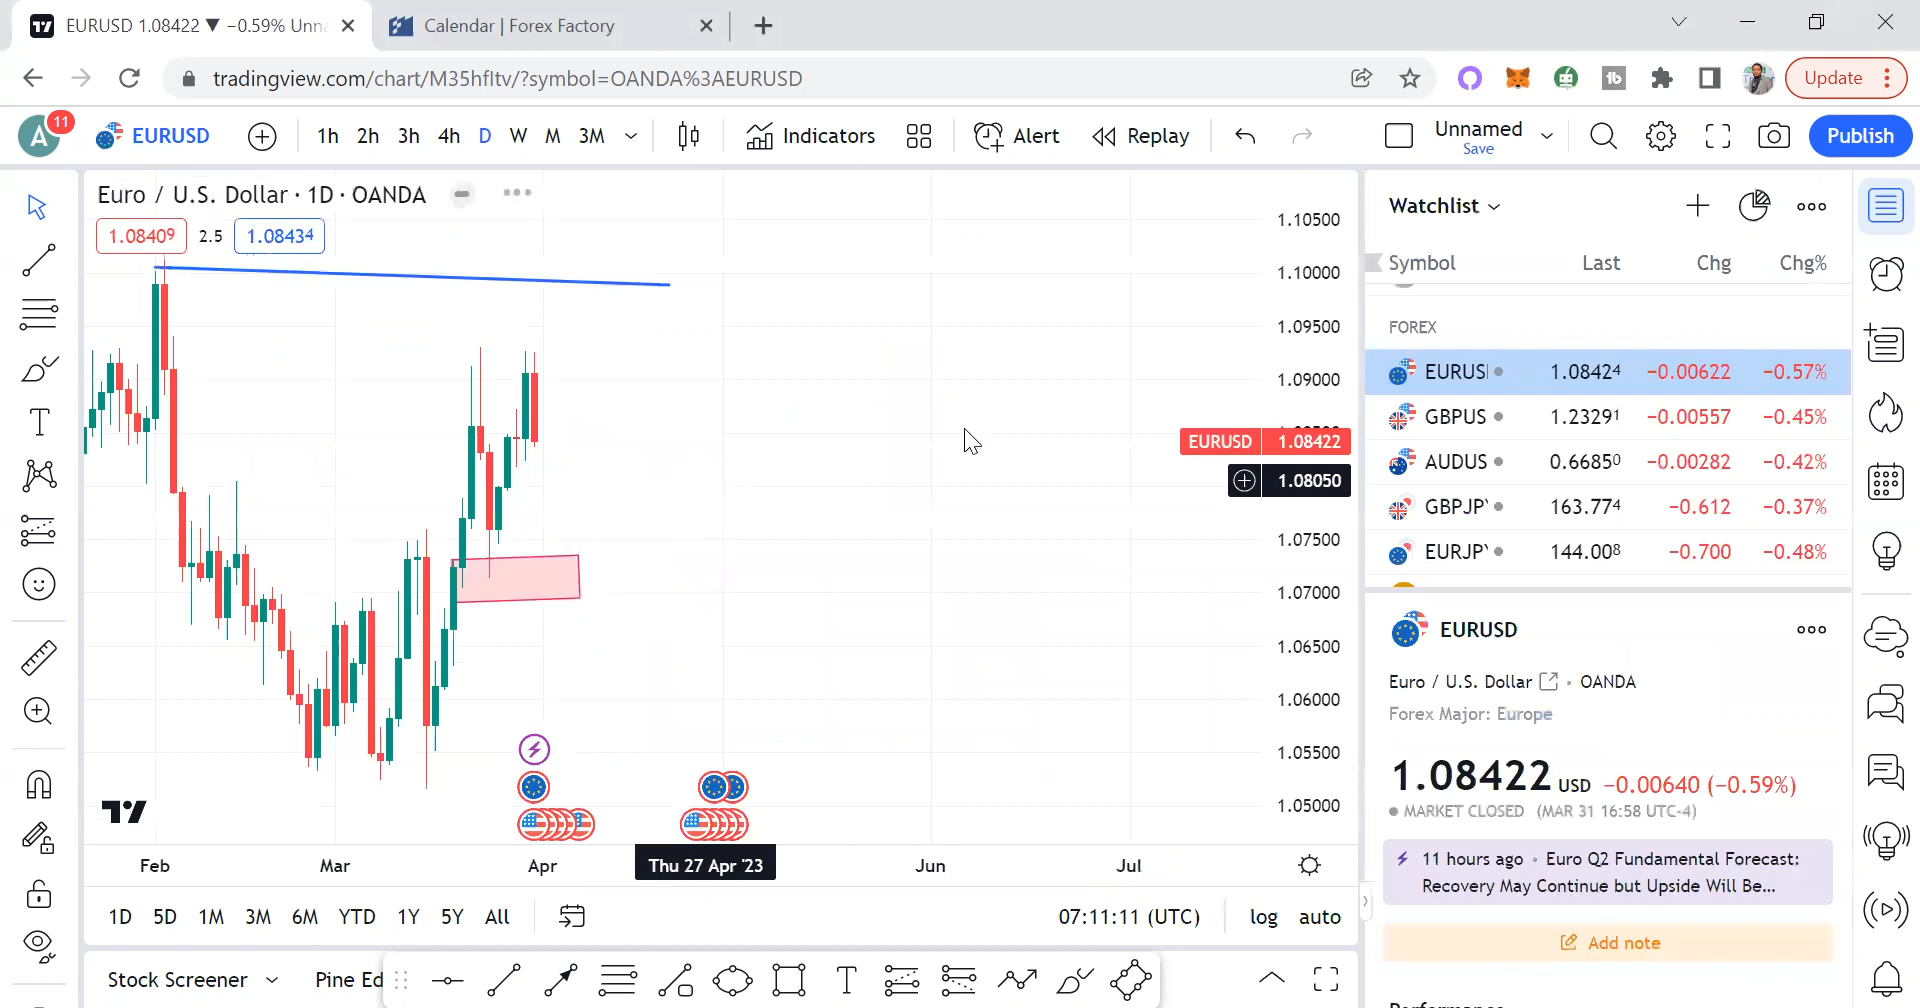 EURUSD 1.08422 ▼ −0.59% Unna
Calendar | Forex Factory
tradingview.com/chart/M35hfItv/?symbol=OANDA%3AEURUSD
Update
A
11
EURUSD
1h
2h
3h
4h
D
W
M
3M
Indicators
Alert
Replay
Unnamed
Save
Publish
Euro / U.S. Dollar · 1D · OANDA
1.08409
2.5
1.08434
1.10500
1.10000
1.09500
1.09000
EURUSD 1.08422
1.08050
1.07500
1.07000
1.06500
1.06000
1.05500
1.05000
Feb
Mar
Apr
Thu 27 Apr '23
Jun
Jul
1D
5D
1M
3M
6M
YTD
1Y
5Y
All
07:11:11 (UTC)
log
auto
Stock Screener
Pine Ed
Watchlist
Symbol Last Chg Chg%
FOREX
EURUS 1.08424 −0.00622 −0.57%
GBPUS 1.23291 −0.00557 −0.45%
AUDUS 0.66850 −0.00282 −0.42%
GBPJP 163.774 −0.612 −0.37%
EURJP 144.008 −0.700 −0.48%
EURUSD
Euro / U.S. Dollar · OANDA
Forex Major: Europe
1.08422 USD −0.00640 (−0.59%)
MARKET CLOSED (MAR 31 16:58 UTC-4)
11 hours ago · Euro Q2 Fundamental Forecast:
Recovery May Continue but Upside Will Be...
Add note